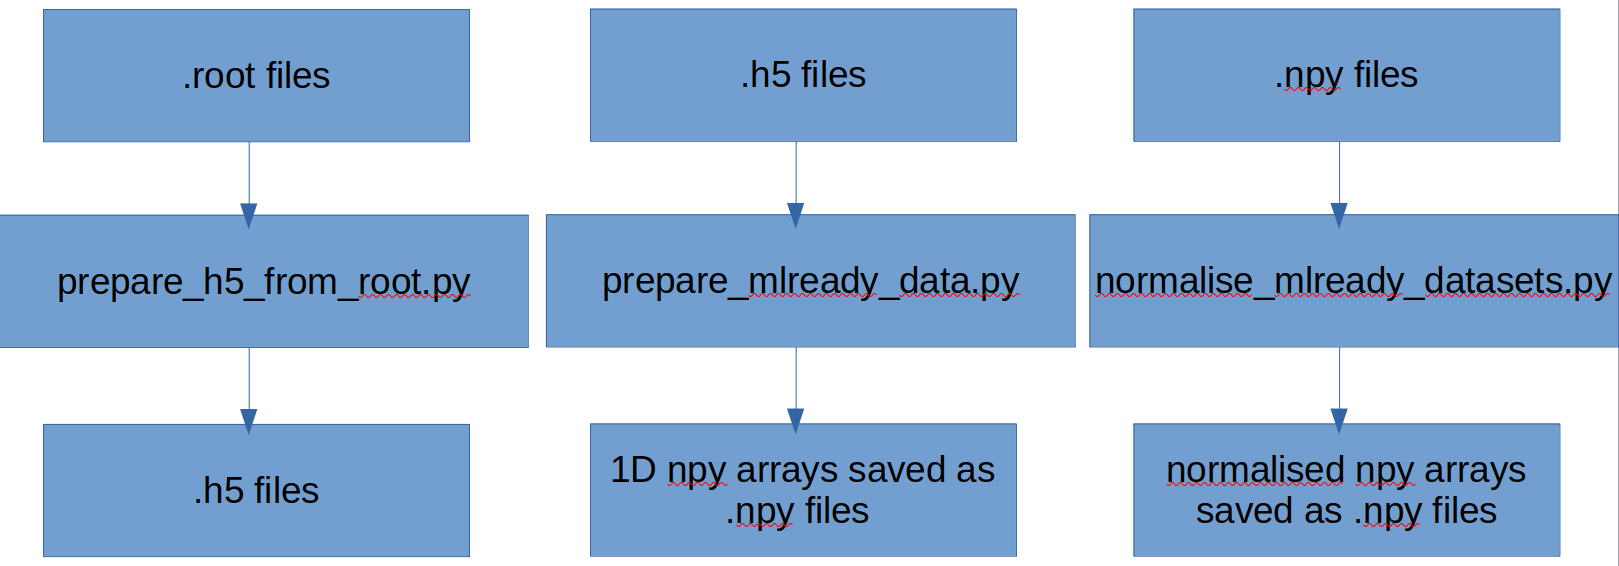 .root files
prepare_h5_from_root.py
.h5 files
.h5 files
prepare_mlready_data.py
1D npy arrays saved as
.npy files
.npy files
normalise_mlready_datasets.py
normalised npy arrays
saved as .npy files